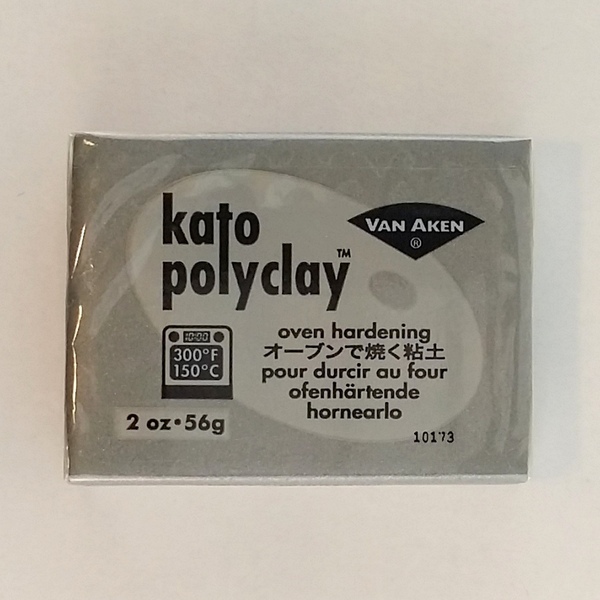 kato
polyclay™
VAN AKEN
®
10:00
300°F
150°C
oven hardening
オーブンで焼く粘土
pour durcir au four
ofenhärtende
hornearlo
2 oz•56g
10173